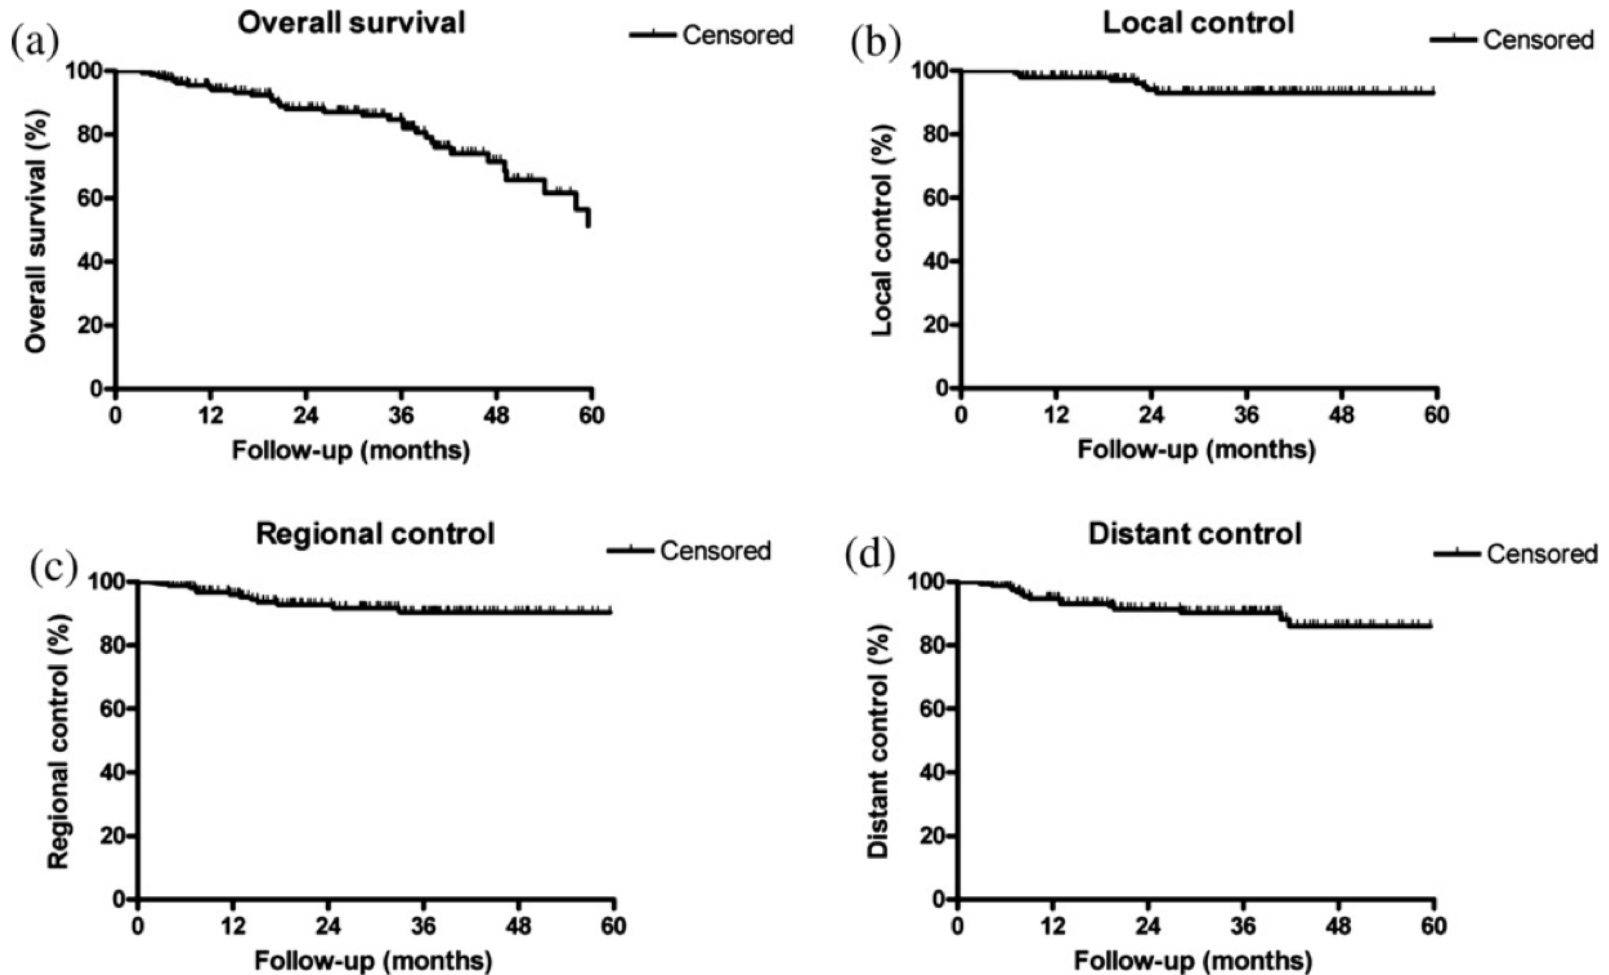 (a)
Overall survival
Censored
Overall survival (%)
100
80
60
40
20
0
0 12 24 36 48 60
Follow-up (months)
(b)
Local control
Censored
Local control (%)
100
80
60
40
20
0
0 12 24 36 48 60
Follow-up (months)
(c)
Regional control
Censored
Regional control (%)
100
80
60
40
20
0
0 12 24 36 48 60
Follow-up (months)
(d)
Distant control
Censored
Distant control (%)
100
80
60
40
20
0
0 12 24 36 48 60
Follow-up (months)